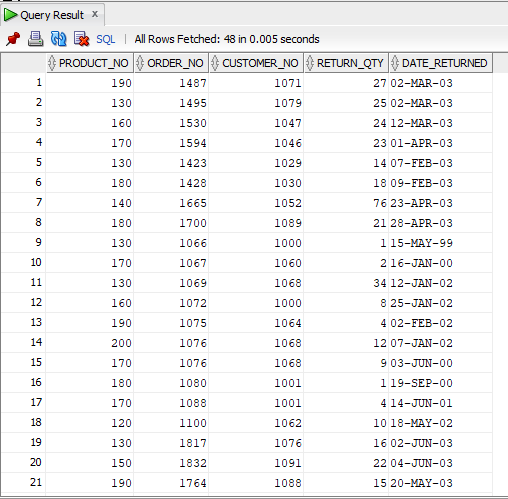 Query Result x
SQL | All Rows Fetched: 48 in 0.005 seconds
PRODUCT_NO ORDER_NO CUSTOMER_NO RETURN_QTY DATE_RETURNED
1 190 1487 1071 27 02-MAR-03
2 130 1495 1079 25 02-MAR-03
3 160 1530 1047 24 12-MAR-03
4 170 1594 1046 23 01-APR-03
5 130 1423 1029 14 07-FEB-03
6 180 1428 1030 18 09-FEB-03
7 140 1665 1052 76 23-APR-03
8 180 1700 1089 21 28-APR-03
9 130 1066 1000 1 15-MAY-99
10 170 1067 1060 2 16-JAN-00
11 130 1069 1068 34 12-JAN-02
12 160 1072 1000 8 25-JAN-02
13 190 1075 1064 4 02-FEB-02
14 200 1076 1068 12 07-JAN-02
15 170 1076 1068 9 03-JUN-00
16 180 1080 1001 1 19-SEP-00
17 170 1088 1001 4 14-JUN-01
18 120 1100 1062 10 18-MAY-02
19 130 1817 1076 16 02-JUN-03
20 150 1832 1091 22 04-JUN-03
21 190 1764 1088 15 20-MAY-03